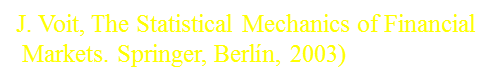 J. Voit, The Statistical Mechanics of Financial
Markets. Springer, Berlin, 2003)